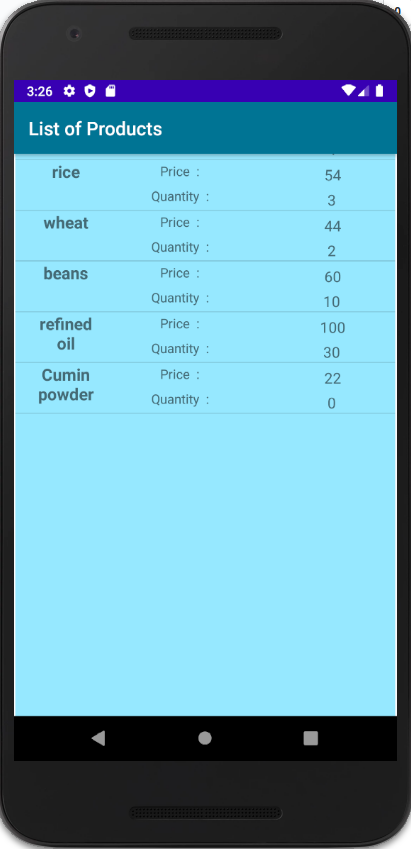 3:26
List of Products
rice Price : 54
Quantity : 3
wheat Price : 44
Quantity : 2
beans Price : 60
Quantity : 10
refined Price : 100
oil Quantity : 30
Cumin Price : 22
powder Quantity : 0